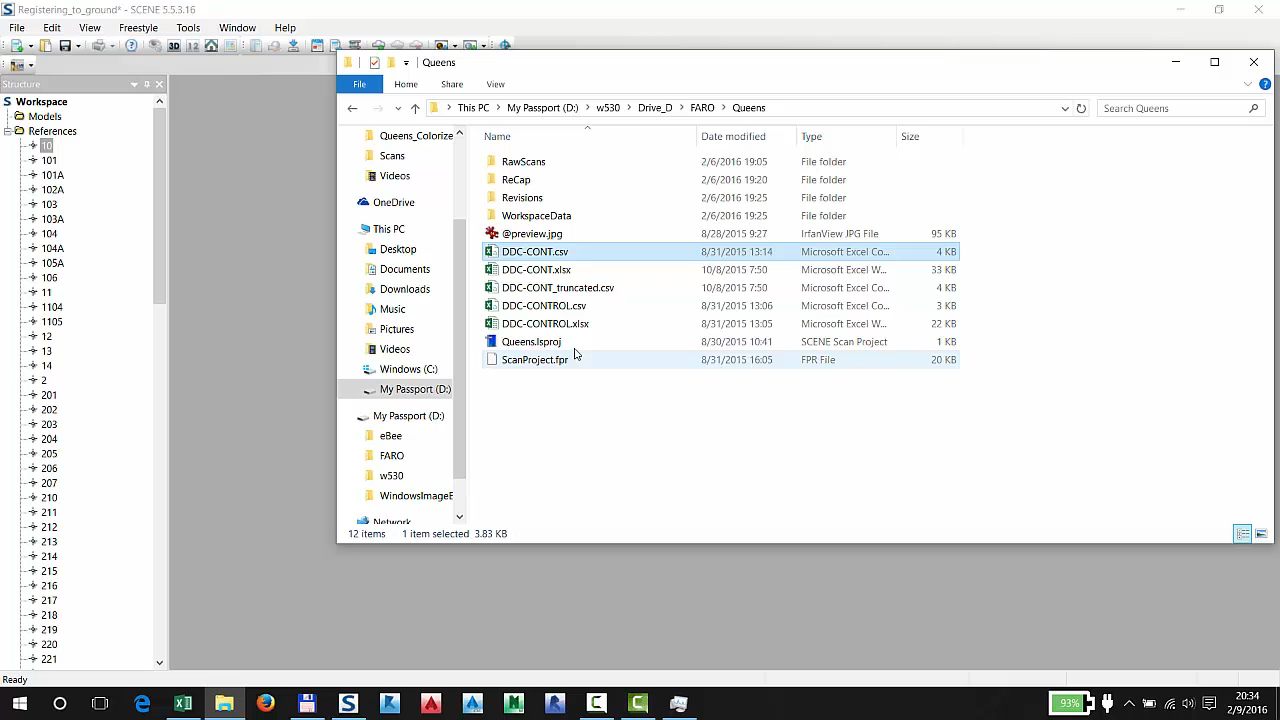 Registering_to_ground* - SCENE 5.5.3.16
File Edit View Freestyle Tools Window Help
Structure
Workspace
Models
References
10
101
101A
102A
103
103A
104
104A
105A
106
11
1104
1105
12
13
14
2
201
202
203
204
205
206
207
210
211
212
213
214
215
216
217
218
219
220
221
Ready
Queens
File Home Share View
This PC My Passport (D:) w530 Drive_D FARO Queens
Search Queens
Queens_Colorize
Scans
Videos
OneDrive
This PC
Desktop
Documents
Downloads
Music
Pictures
Videos
Windows (C:)
My Passport (D:)
My Passport (D:)
eBee
FARO
w530
WindowsImageB
Network
Name Date modified Type Size
RawScans 2/6/2016 19:05 File folder
ReCap 2/6/2016 19:20 File folder
Revisions 2/6/2016 19:25 File folder
WorkspaceData 2/6/2016 19:25 File folder
@preview.jpg 8/28/2015 9:27 IrfanView JPG File 95 KB
DDC-CONT.csv 8/31/2015 13:14 Microsoft Excel Co... 4 KB
DDC-CONT.xlsx 10/8/2015 7:50 Microsoft Excel W... 33 KB
DDC-CONT_truncated.csv 10/8/2015 7:50 Microsoft Excel Co... 4 KB
DDC-CONTROL.csv 8/31/2015 13:06 Microsoft Excel Co... 3 KB
DDC-CONTROL.xlsx 8/31/2015 13:05 Microsoft Excel W... 22 KB
Queens.lsproj 8/30/2015 10:41 SCENE Scan Project 1 KB
ScanProject.fpr 8/31/2015 16:05 FPR File 20 KB
12 items 1 item selected 3.83 KB
93%
20:34
2/9/2016